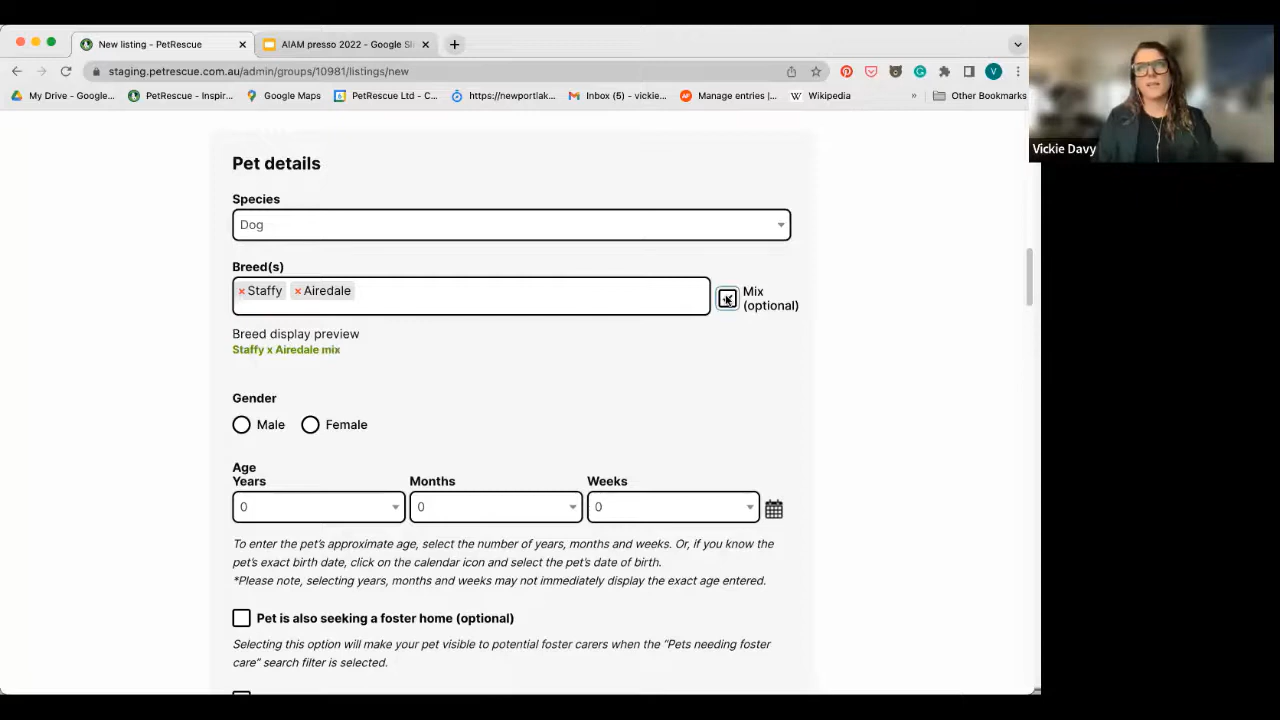 New listing - PetRescue
AIAM presso 2022 - Google Sl
staging.petrescue.com.au/admin/groups/10981/listings/new
V
My Drive - Google...
PetRescue - Inspir...
Google Maps
PetRescue Ltd - C...
https://newportlak...
Inbox (5) - vickie...
Manage entries |...
W Wikipedia
»
Other Bookmarks
Vickie Davy
Pet details
Species
Dog
Breed(s)
× Staffy × Airedale
Mix
(optional)
Breed display preview
Staffy x Airedale mix
Gender
Male Female
Age
Years Months Weeks
0 0 0
To enter the pet's approximate age, select the number of years, months and weeks. Or, if you know the
pet's exact birth date, click on the calendar icon and select the pet's date of birth.
*Please note, selecting years, months and weeks may not immediately display the exact age entered.
Pet is also seeking a foster home (optional)
Selecting this option will make your pet visible to potential foster carers when the "Pets needing foster
care" search filter is selected.